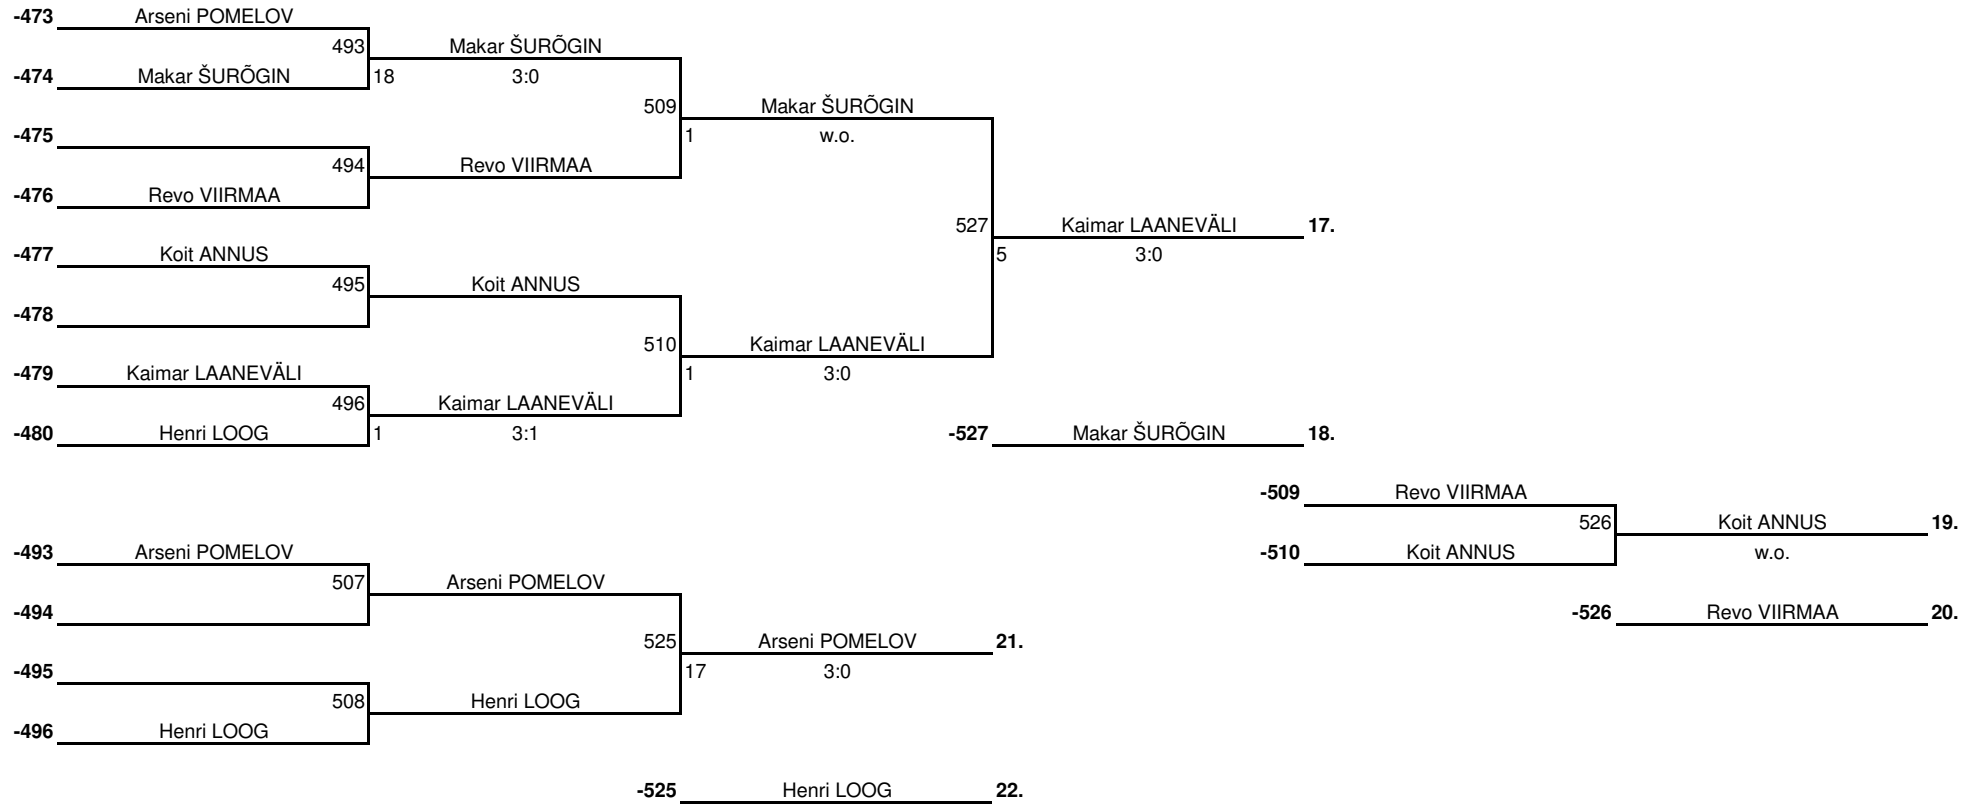 -473 Arseni POMELOV
493 Makar ŠURÕGIN
-474 Makar ŠURÕGIN 18 3:0
509 Makar ŠURÕGIN
-475 1 w.o.
494 Revo VIIRMAA
-476 Revo VIIRMAA
527 Kaimar LAANEVÄLI 17.
-477 Koit ANNUS 5 3:0
495 Koit ANNUS
-478
510 Kaimar LAANEVÄLI
-479 Kaimar LAANEVÄLI 1 3:0
496 Kaimar LAANEVÄLI
-480 Henri LOOG 1 3:1 -527 Makar ŠURÕGIN 18.
-509 Revo VIIRMAA
526 Koit ANNUS 19.
-493 Arseni POMELOV -510 Koit ANNUS w.o.
507 Arseni POMELOV
-494 -526 Revo VIIRMAA 20.
525 Arseni POMELOV 21.
-495 17 3:0
508 Henri LOOG
-496 Henri LOOG
-525 Henri LOOG 22.